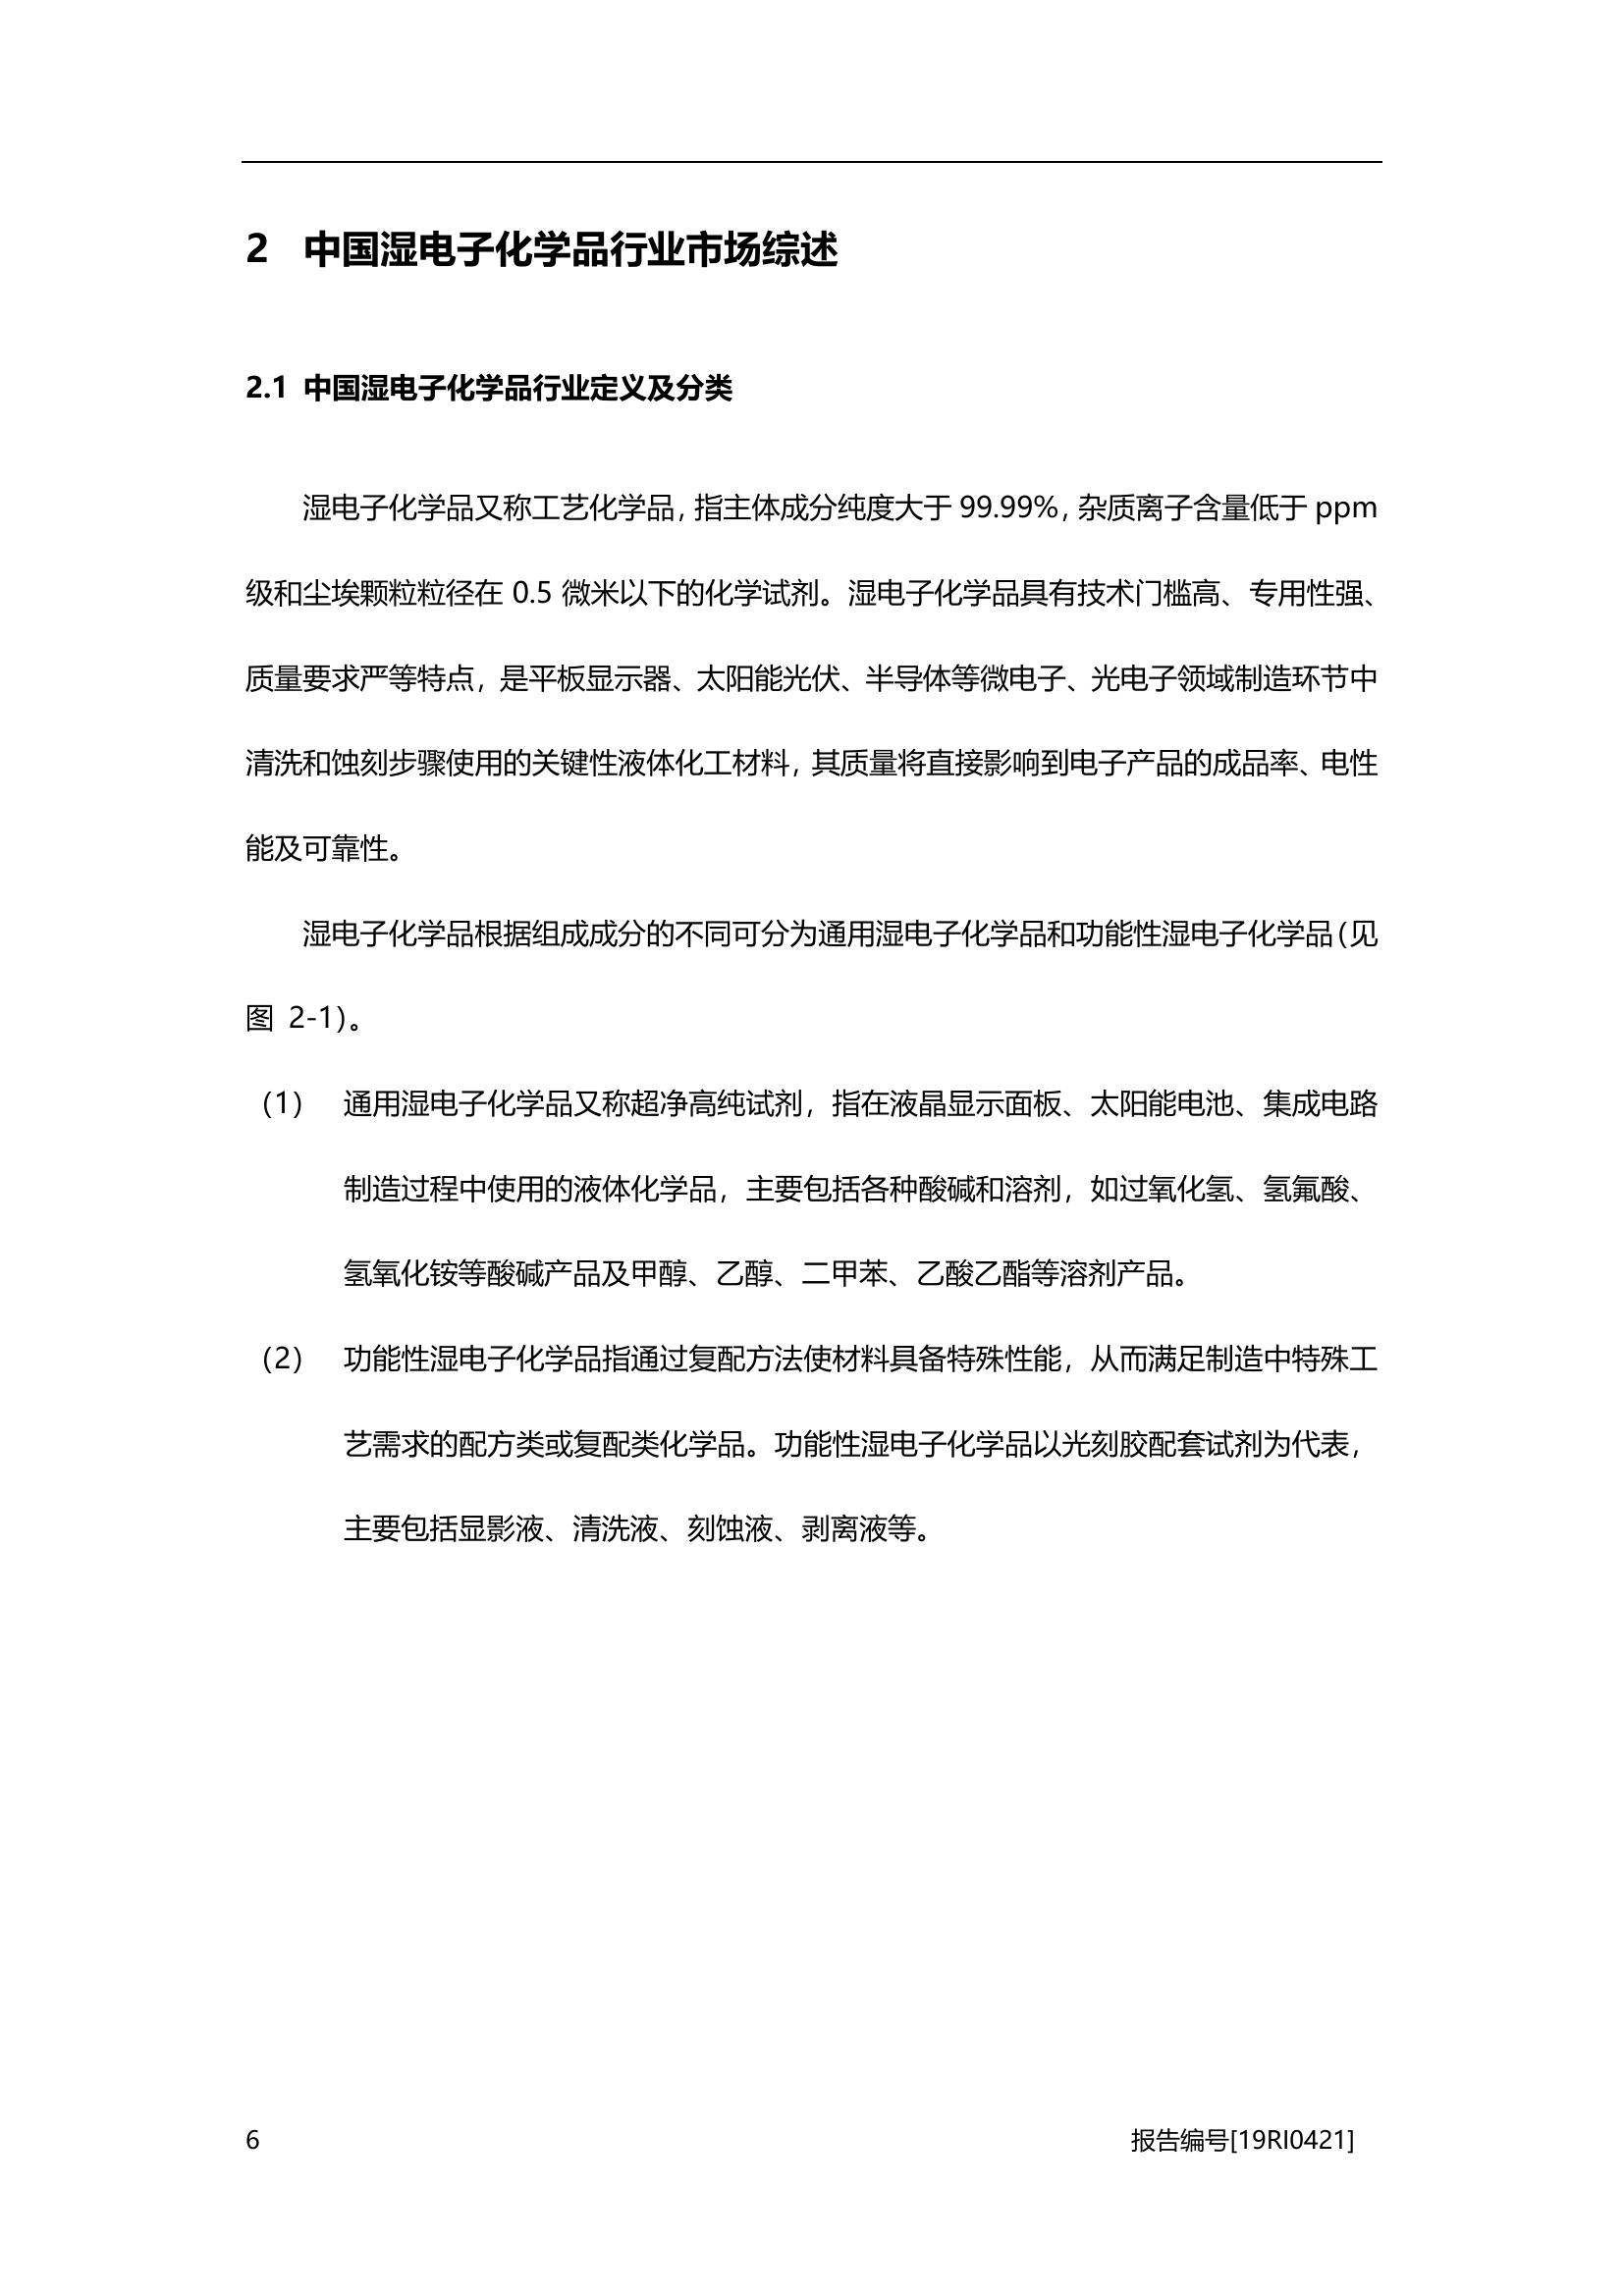 2 中国湿电子化学品行业市场综述
2.1 中国湿电子化学品行业定义及分类
湿电子化学品又称工艺化学品，指主体成分纯度大于 99.99%，杂质离子含量低于 ppm
级和尘埃颗粒粒径在 0.5 微米以下的化学试剂。湿电子化学品具有技术门槛高、专用性强、
质量要求严等特点，是平板显示器、太阳能光伏、半导体等微电子、光电子领域制造环节中
清洗和蚀刻步骤使用的关键性液体化工材料，其质量将直接影响到电子产品的成品率、电性
能及可靠性。
湿电子化学品根据组成成分的不同可分为通用湿电子化学品和功能性湿电子化学品（见
图 2-1）。
（1） 通用湿电子化学品又称超净高纯试剂，指在液晶显示面板、太阳能电池、集成电路
制造过程中使用的液体化学品，主要包括各种酸碱和溶剂，如过氧化氢、氢氟酸、
氢氧化铵等酸碱产品及甲醇、乙醇、二甲苯、乙酸乙酯等溶剂产品。
（2） 功能性湿电子化学品指通过复配方法使材料具备特殊性能，从而满足制造中特殊工
艺需求的配方类或复配类化学品。功能性湿电子化学品以光刻胶配套试剂为代表，
主要包括显影液、清洗液、刻蚀液、剥离液等。
6 报告编号[19RI0421]